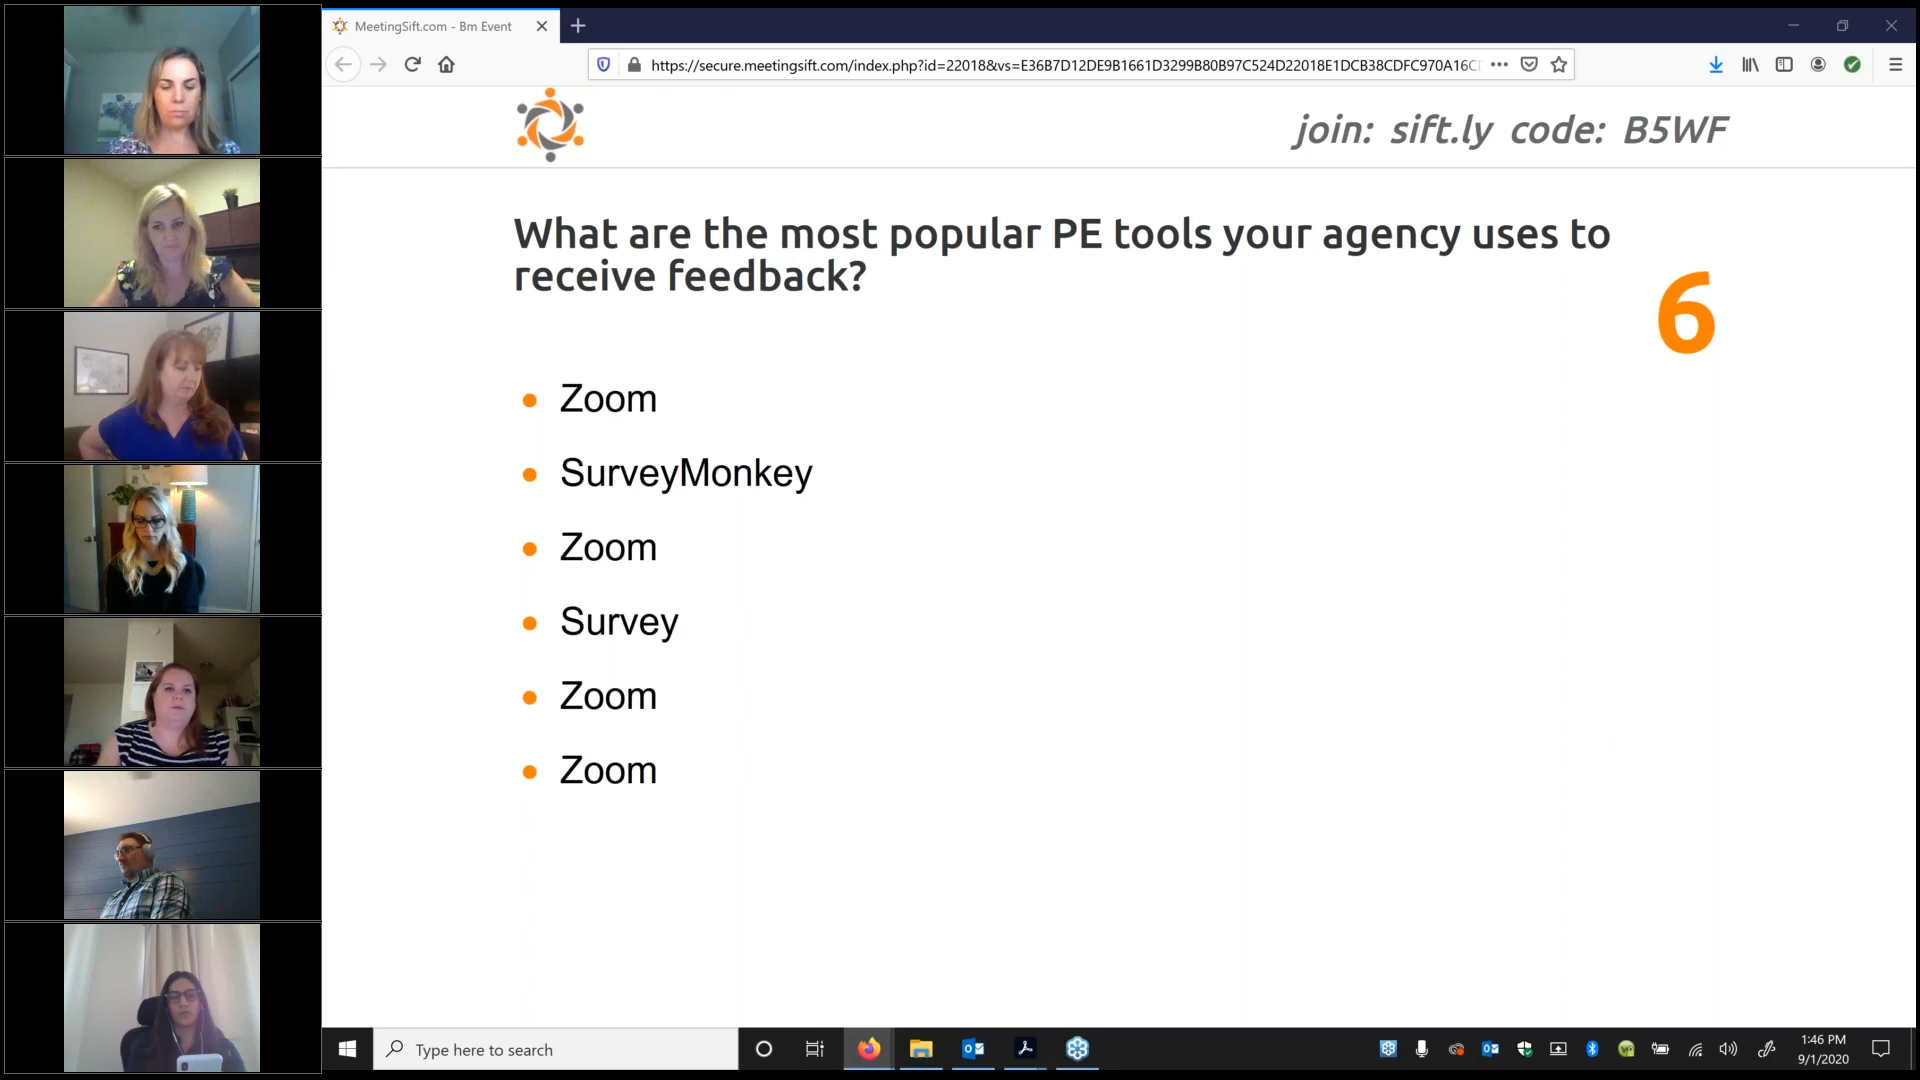 MeetingSift.com - Bm Event
https://secure.meetingsift.com/index.php?id=22018&vs=E36B7D12DE9B1661D3299B80B97C524D22018E1DCB38CDFC970A16C
join: sift.ly code: B5WF
What are the most popular PE tools your agency uses to
receive feedback?
6
Zoom
SurveyMonkey
Zoom
Survey
Zoom
Zoom
Type here to search
1:46 PM
9/1/2020